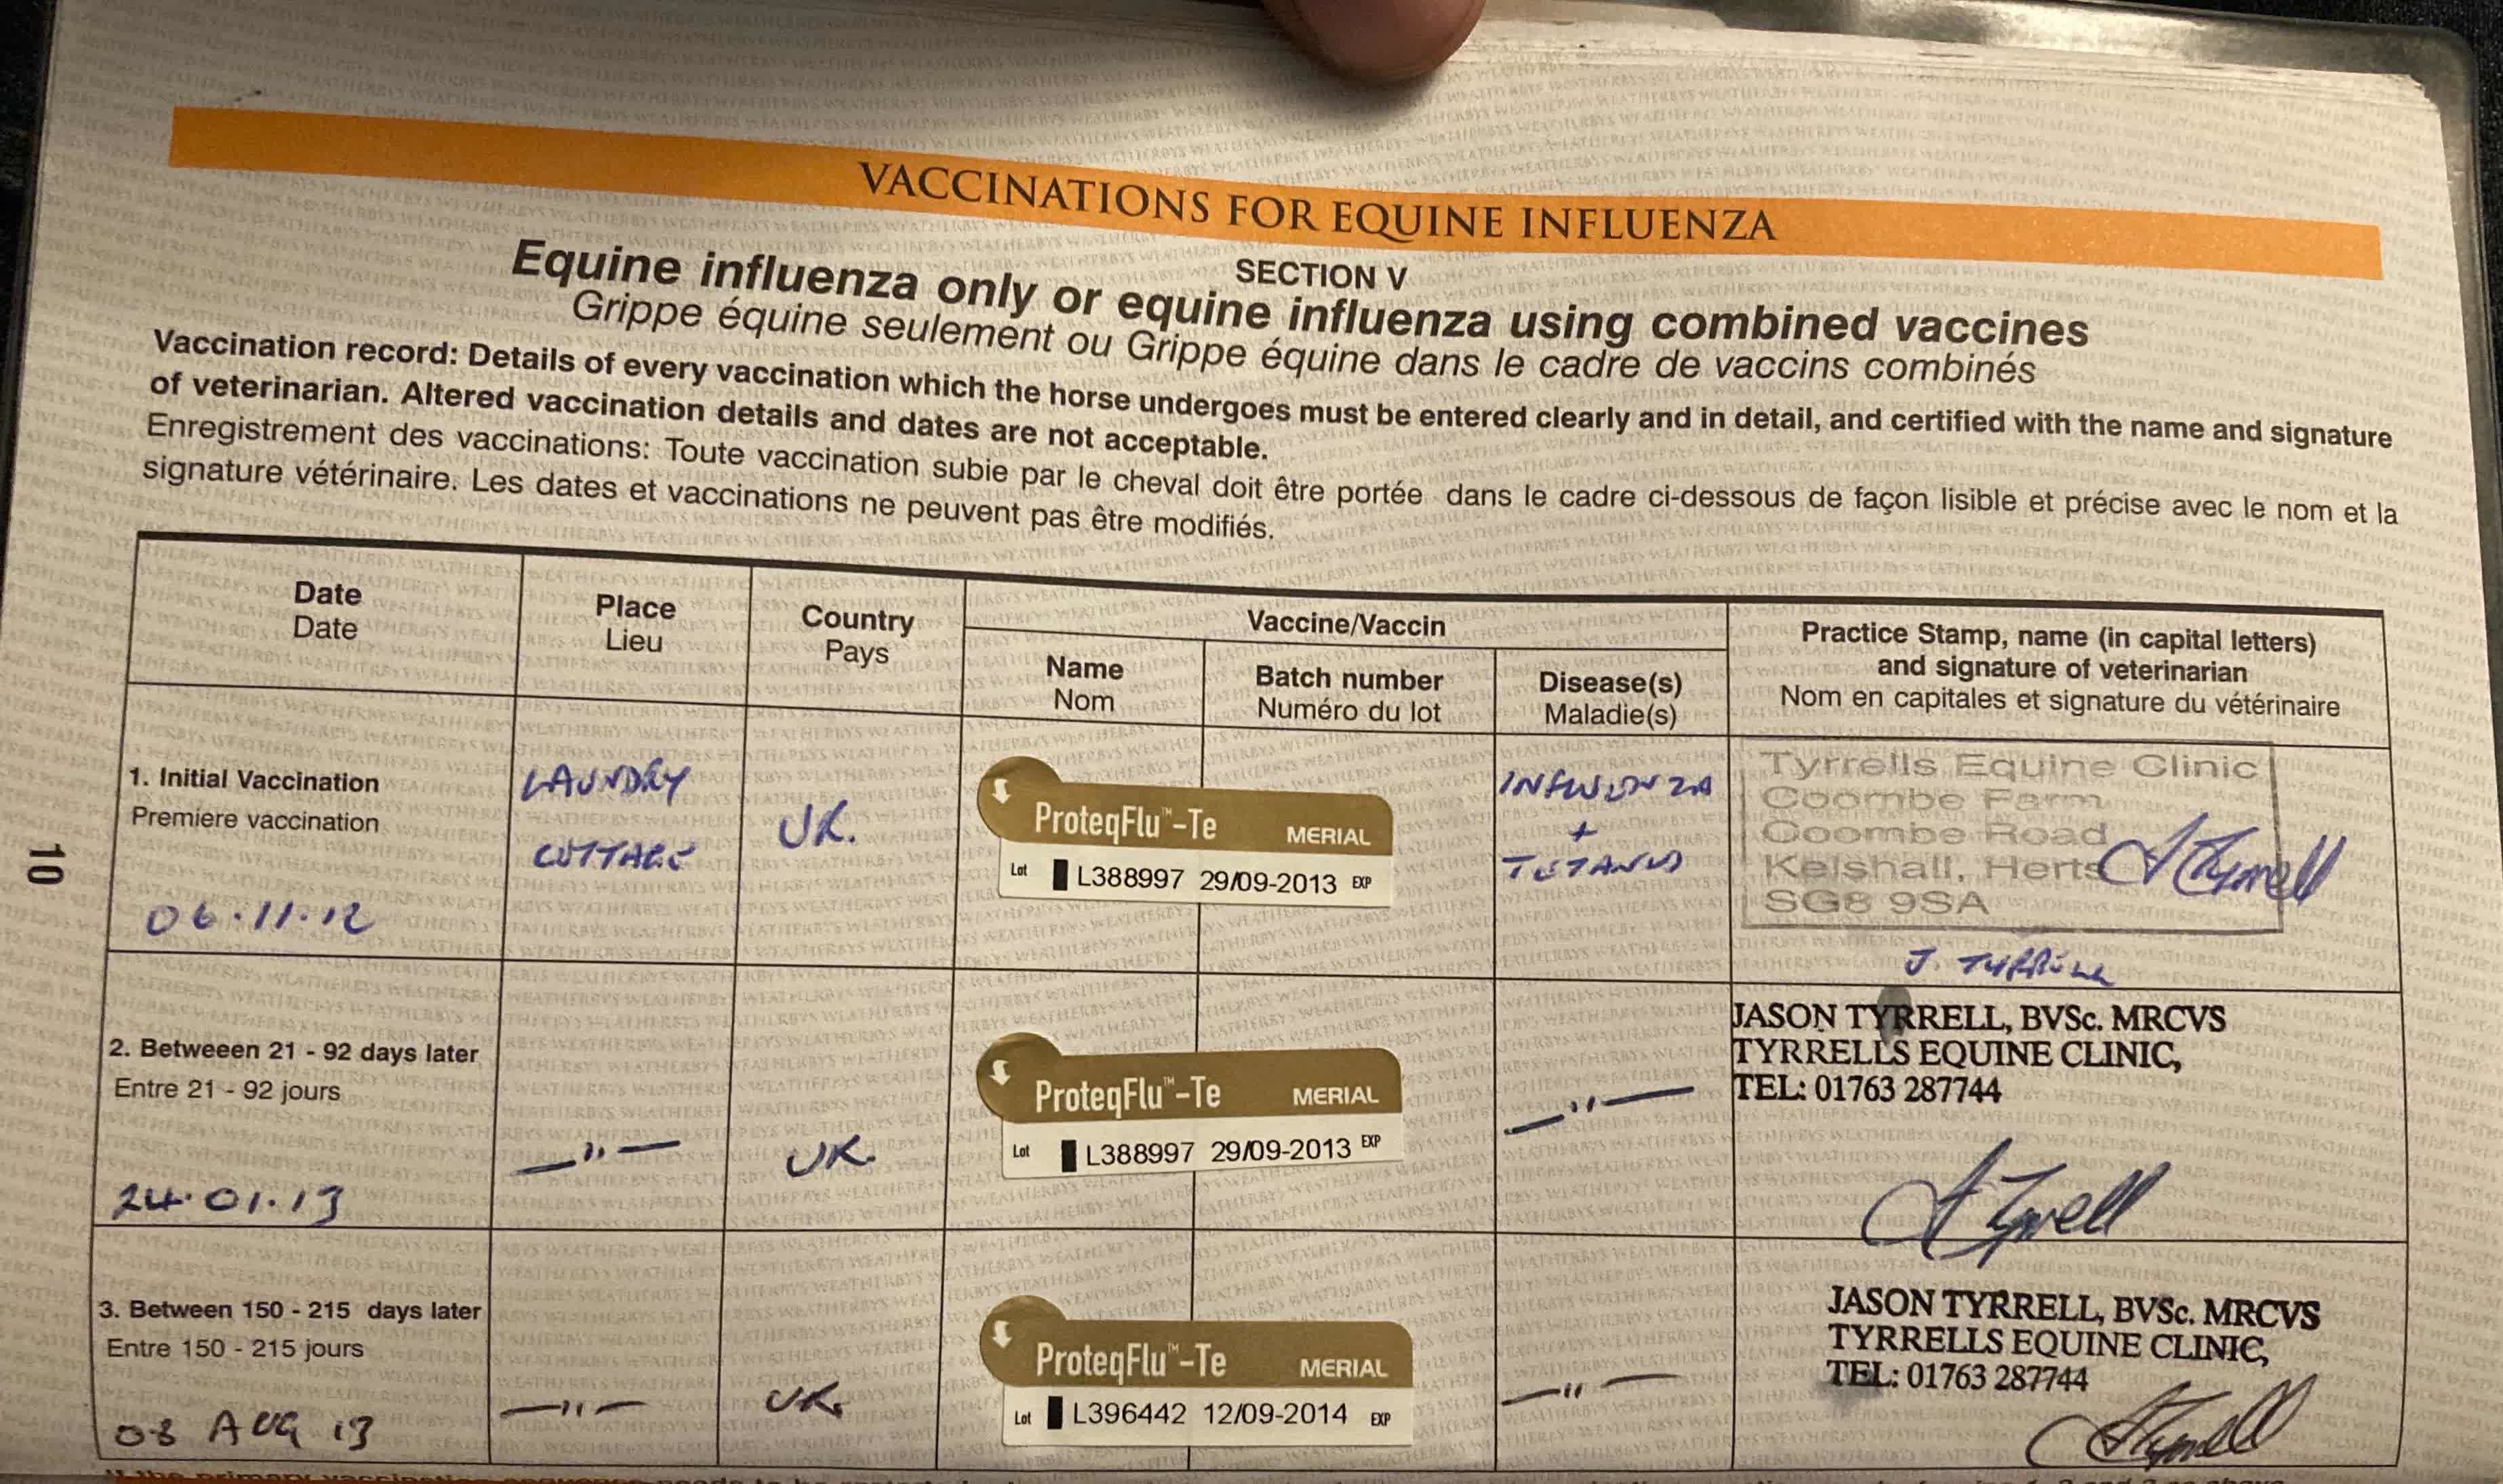 VACCINATIONS FOR EQUINE INFLUENZA
SECTION V
Equine influenza only or equine influenza using combined vaccines
Grippe équine seulement ou Grippe équine dans le cadre de vaccins combinés
Vaccination record: Details of every vaccination which the horse undergoes must be entered clearly and in detail, and certified with the name and signature
of veterinarian. Altered vaccination details and dates are not acceptable.
Enregistrement des vaccinations: Toute vaccination subie par le cheval doit être portée dans le cadre ci-dessous de façon lisible et précise avec le nom et la
signature vétérinaire. Les dates et vaccinations ne peuvent pas être modifiés.
Date
Date
Place
Lieu
Country
Pays
Vaccine/Vaccin
Name
Nom
Batch number
Numéro du lot
Disease(s)
Maladie(s)
Practice Stamp, name (in capital letters)
and signature of veterinarian
Nom en capitales et signature du vétérinaire
1. Initial Vaccination
Premiere vaccination
06.11.12
LAUNDRY
COTTAGE
UK.
ProteqFlu™-Te MERIAL
Lot L388997 29/09-2013 EXP
INFLUENZA
+
TETANUS
Tyrrells Equine Clinic
Coombe Farm
Coombe Road
Kelshall, Herts
SG8 9SA
J Tyrrell
J. TYRRELL
2. Betweeen 21 - 92 days later
Entre 21 - 92 jours
24.01.13
—"—
UK.
ProteqFlu™-Te MERIAL
Lot L388997 29/09-2013 EXP
—"—
JASON TYRRELL, BVSc. MRCVS
TYRRELLS EQUINE CLINIC,
TEL: 01763 287744
J Tyrrell
3. Between 150 - 215 days later
Entre 150 - 215 jours
08 AUG 13
—"—
UK.
ProteqFlu™-Te MERIAL
Lot L396442 12/09-2014 EXP
—"—
JASON TYRRELL, BVSc. MRCVS
TYRRELLS EQUINE CLINIC,
TEL: 01763 287744
J Tyrrell
10